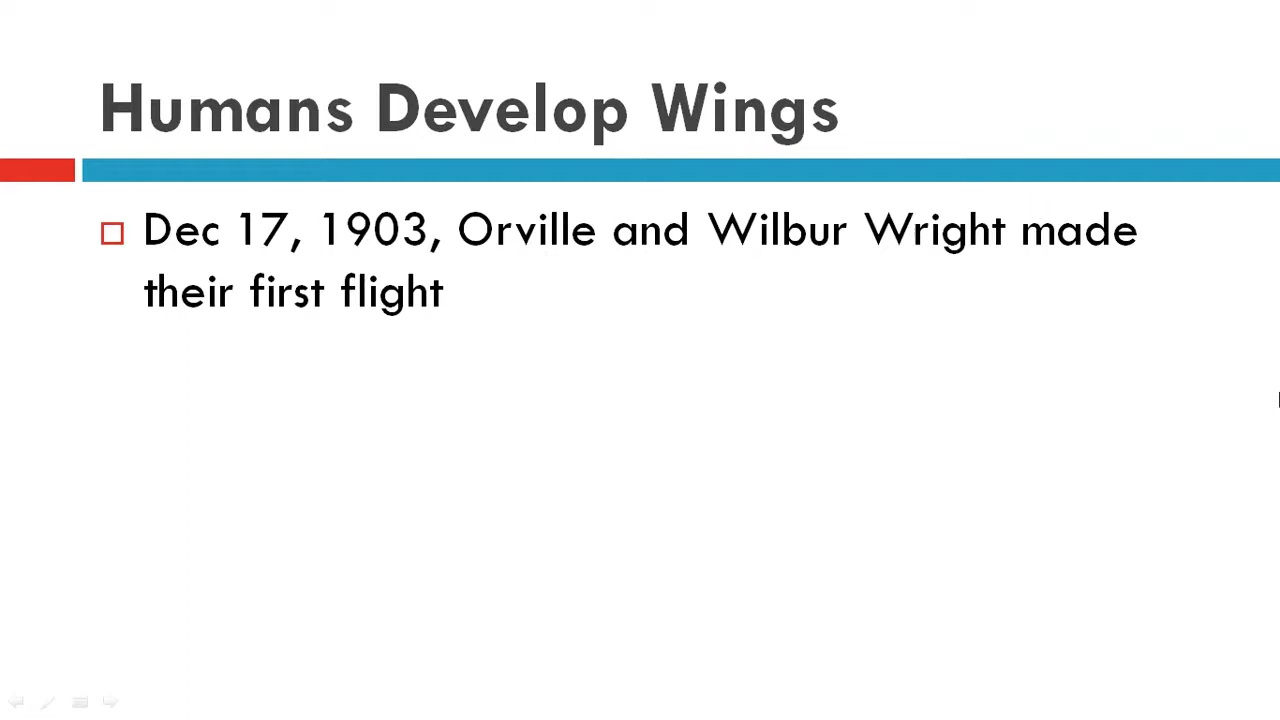 Humans Develop Wings
Dec 17, 1903, Orville and Wilbur Wright made
their first flight